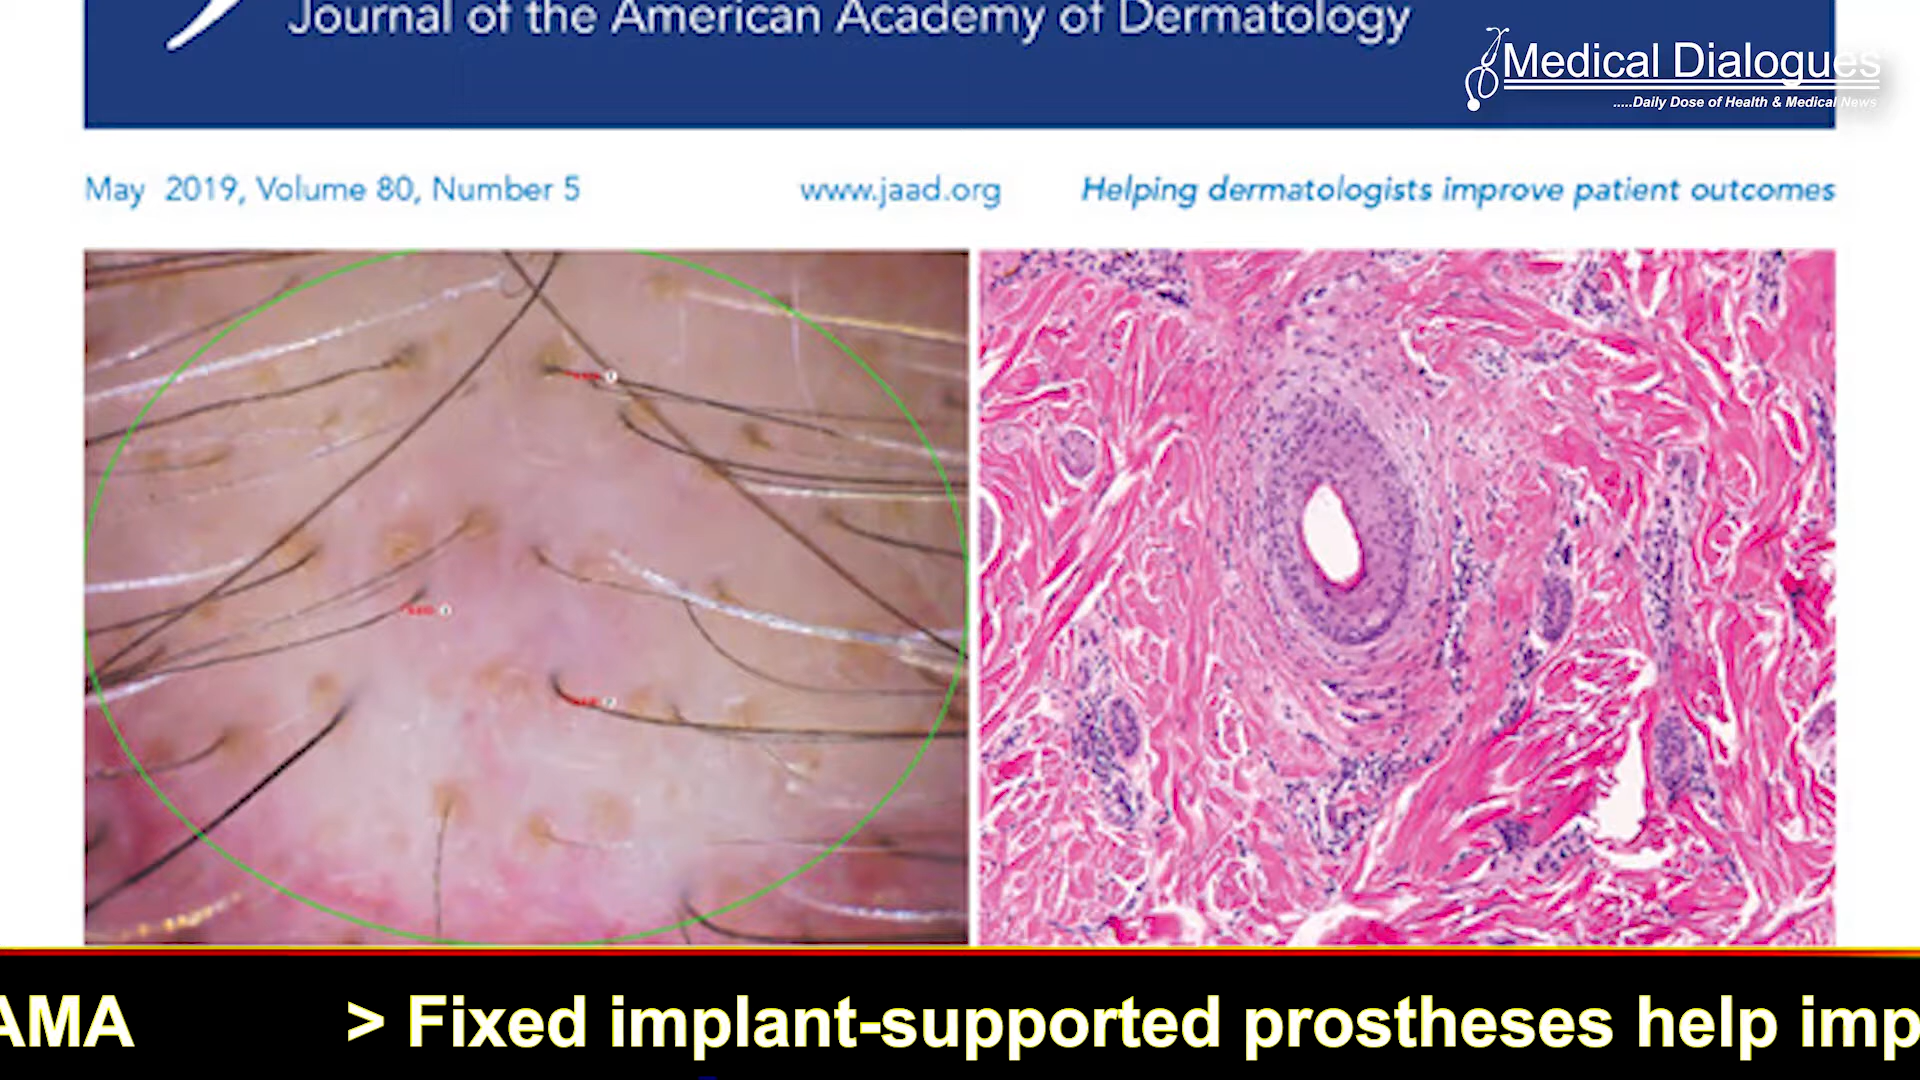 Journal of the American Academy of Dermatology
Medical Dialogues
.....Daily Dose of Health & Medical News
May 2019, Volume 80, Number 5
www.jaad.org
Helping dermatologists improve patient outcomes
AMA > Fixed implant-supported prostheses help imp